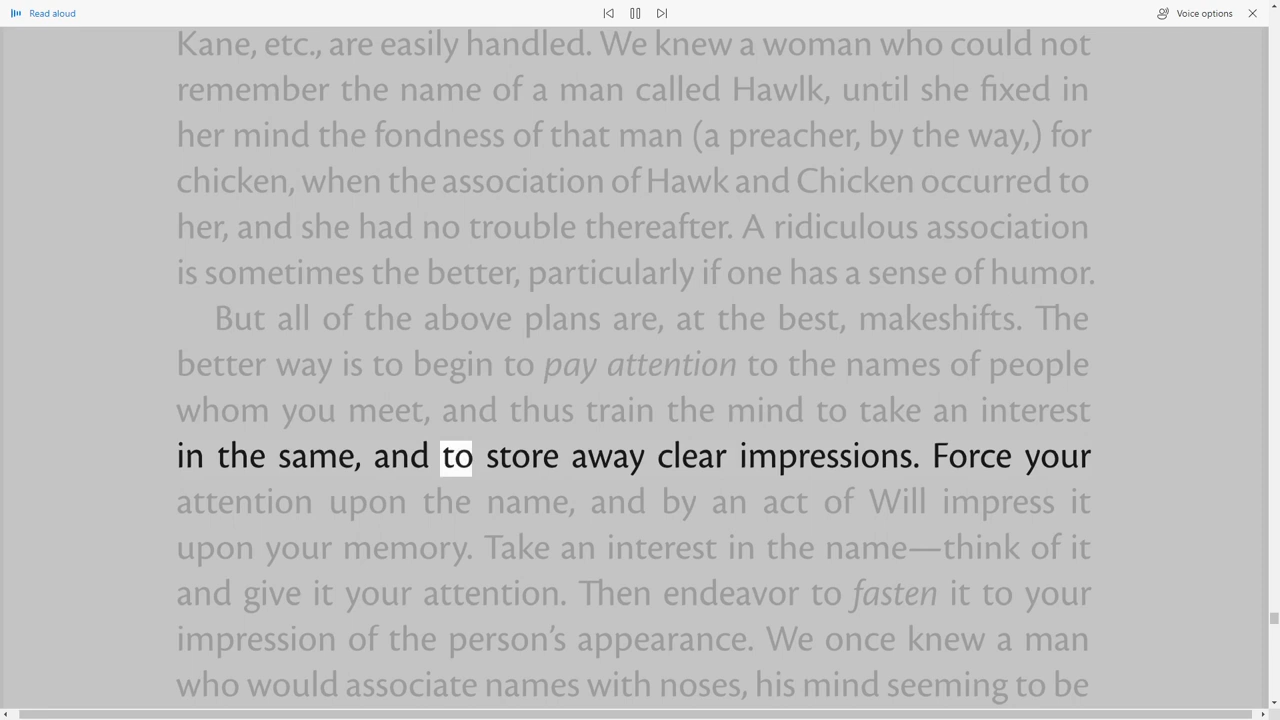 Read aloud
Voice options
Kane, etc., are easily handled. We knew a woman who could not
remember the name of a man called Hawlk, until she fixed in
her mind the fondness of that man (a preacher, by the way,) for
chicken, when the association of Hawk and Chicken occurred to
her, and she had no trouble thereafter. A ridiculous association
is sometimes the better, particularly if one has a sense of humor.
But all of the above plans are, at the best, makeshifts. The
better way is to begin to pay attention to the names of people
whom you meet, and thus train the mind to take an interest
in the same, and to store away clear impressions. Force your
attention upon the name, and by an act of Will impress it
upon your memory. Take an interest in the name—think of it
and give it your attention. Then endeavor to fasten it to your
impression of the person’s appearance. We once knew a man
who would associate names with noses, his mind seeming to be